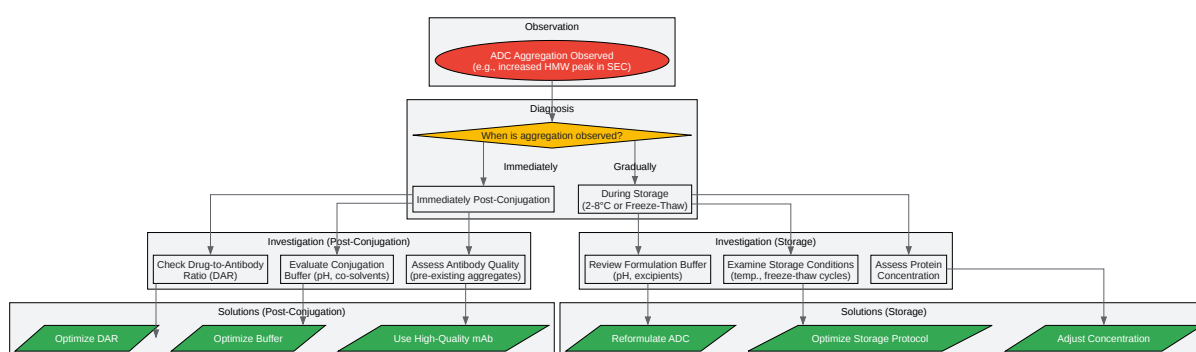 Observation
ADC Aggregation Observed
(e.g., increased HMW peak in SEC)
Diagnosis
When is aggregation observed?
Immediately
Gradually
Immediately Post-Conjugation
During Storage
(2-8°C or Freeze-Thaw)
Investigation (Post-Conjugation)
Check Drug-to-Antibody
Ratio (DAR)
Evaluate Conjugation
Buffer (pH, co-solvents)
Assess Antibody Quality
(pre-existing aggregates)
Investigation (Storage)
Review Formulation Buffer
(pH, excipients)
Examine Storage Conditions
(temp., freeze-thaw cycles)
Assess Protein
Concentration
Solutions (Post-Conjugation)
Optimize DAR
Optimize Buffer
Use High-Quality mAb
Solutions (Storage)
Reformulate ADC
Optimize Storage Protocol
Adjust Concentration